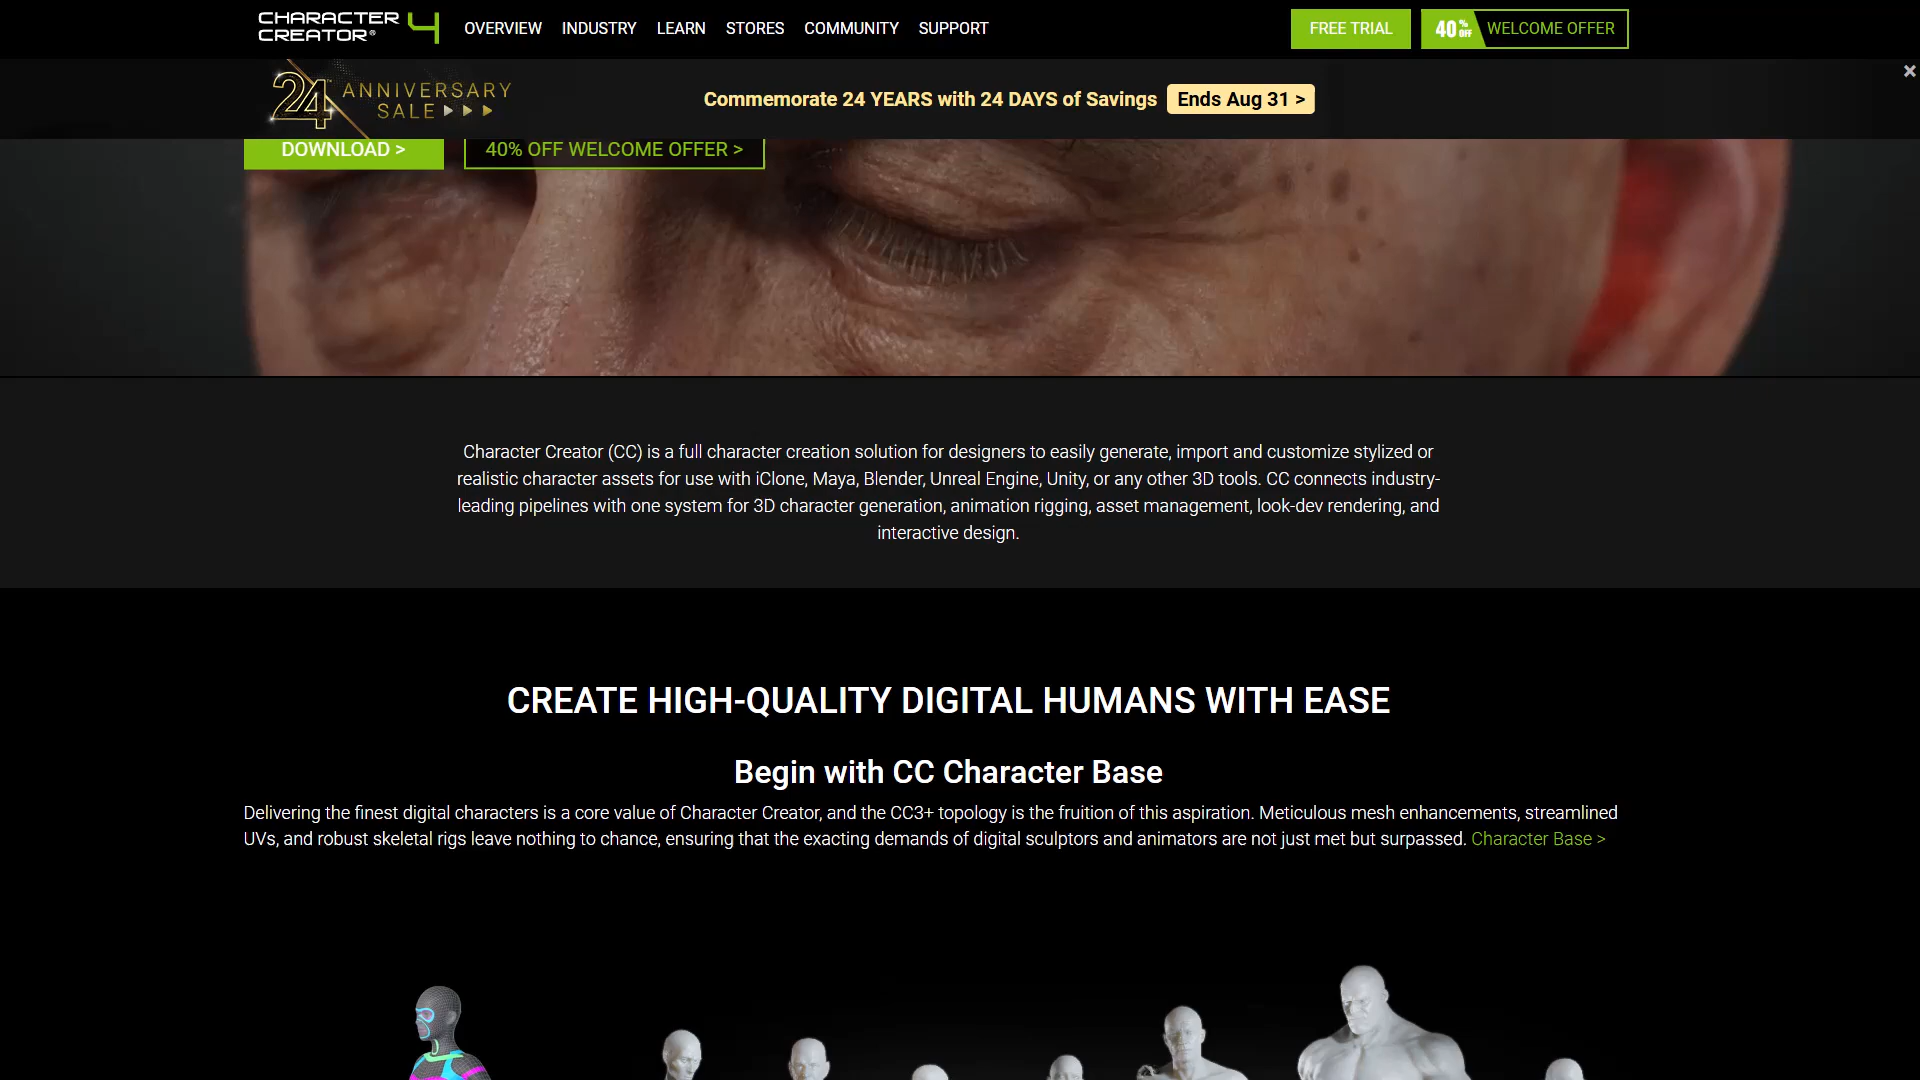 CHARACTER CREATOR® 4
OVERVIEW INDUSTRY LEARN STORES COMMUNITY SUPPORT
FREE TRIAL
40% OFF WELCOME OFFER
24 ANNIVERSARY
SALE
Commemorate 24 YEARS with 24 DAYS of Savings
Ends Aug 31 >
×
DOWNLOAD >
40% OFF WELCOME OFFER >
Character Creator (CC) is a full character creation solution for designers to easily generate, import and customize stylized or
realistic character assets for use with iClone, Maya, Blender, Unreal Engine, Unity, or any other 3D tools. CC connects industry-
leading pipelines with one system for 3D character generation, animation rigging, asset management, look-dev rendering, and
interactive design.
CREATE HIGH-QUALITY DIGITAL HUMANS WITH EASE
Begin with CC Character Base
Delivering the finest digital characters is a core value of Character Creator, and the CC3+ topology is the fruition of this aspiration. Meticulous mesh enhancements, streamlined
UVs, and robust skeletal rigs leave nothing to chance, ensuring that the exacting demands of digital sculptors and animators are not just met but surpassed. Character Base >